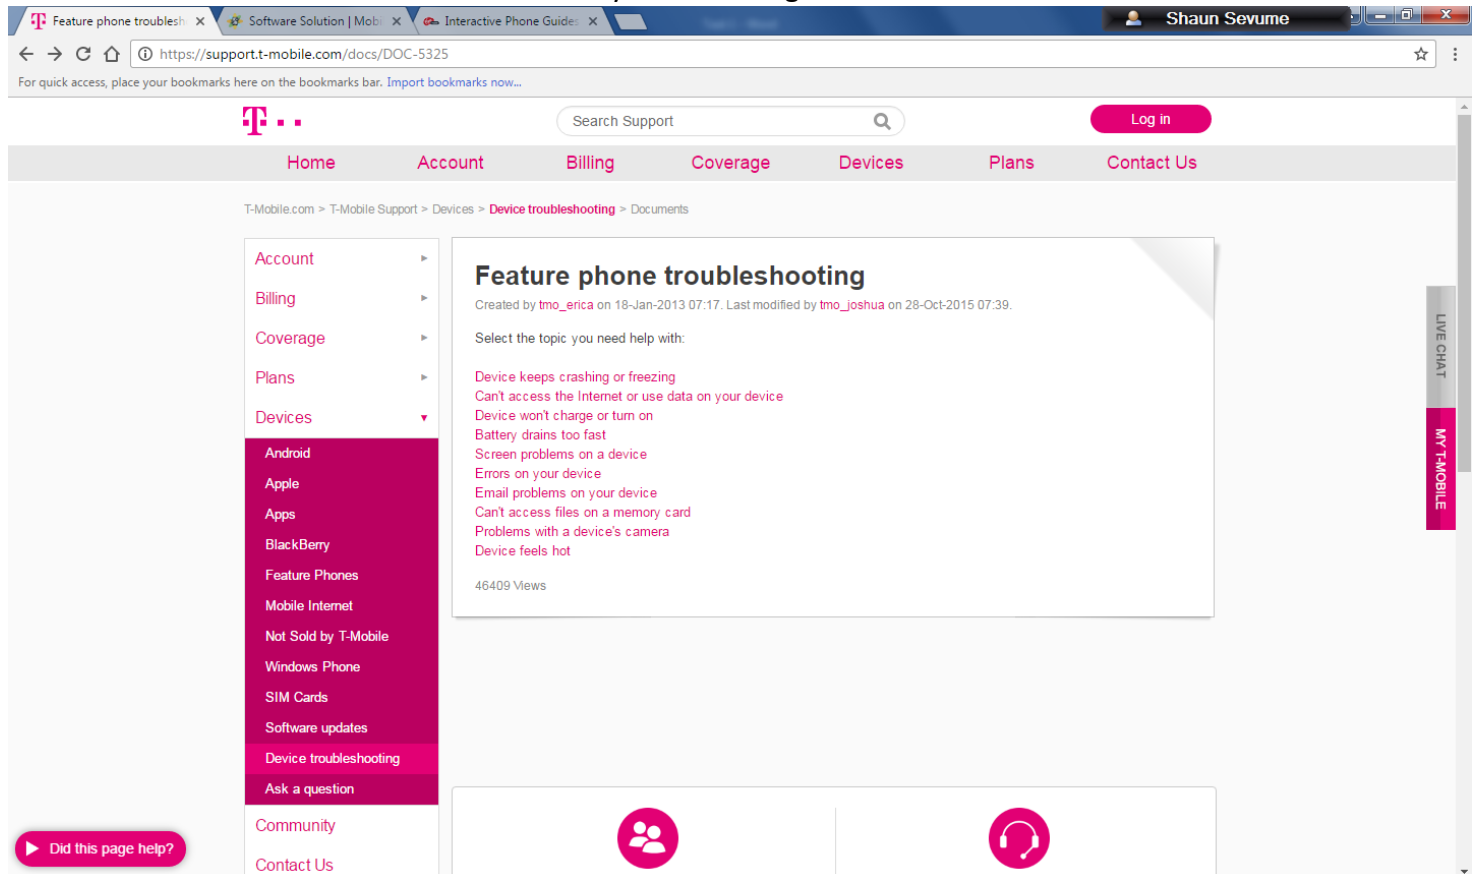 Feature phone troublesh
Software Solution | Mobi
Interactive Phone Guides
Shaun Sevume
https://support.t-mobile.com/docs/DOC-5325
For quick access, place your bookmarks here on the bookmarks bar. Import bookmarks now...
T
Search Support
Log in
Home Account Billing Coverage Devices Plans Contact Us
T-Mobile.com > T-Mobile Support > Devices > Device troubleshooting > Documents
Account
Billing
Coverage
Plans
Devices
Android
Apple
Apps
BlackBerry
Feature Phones
Mobile Internet
Not Sold by T-Mobile
Windows Phone
SIM Cards
Software updates
Device troubleshooting
Ask a question
Community
Contact Us
Feature phone troubleshooting
Created by tmo_erica on 18-Jan-2013 07:17. Last modified by tmo_joshua on 28-Oct-2015 07:39.
Select the topic you need help with:
Device keeps crashing or freezing
Can't access the Internet or use data on your device
Device won't charge or turn on
Battery drains too fast
Screen problems on a device
Errors on your device
Email problems on your device
Can't access files on a memory card
Problems with a device's camera
Device feels hot
46409 Views
LIVE CHAT
MY T-MOBILE
Did this page help?